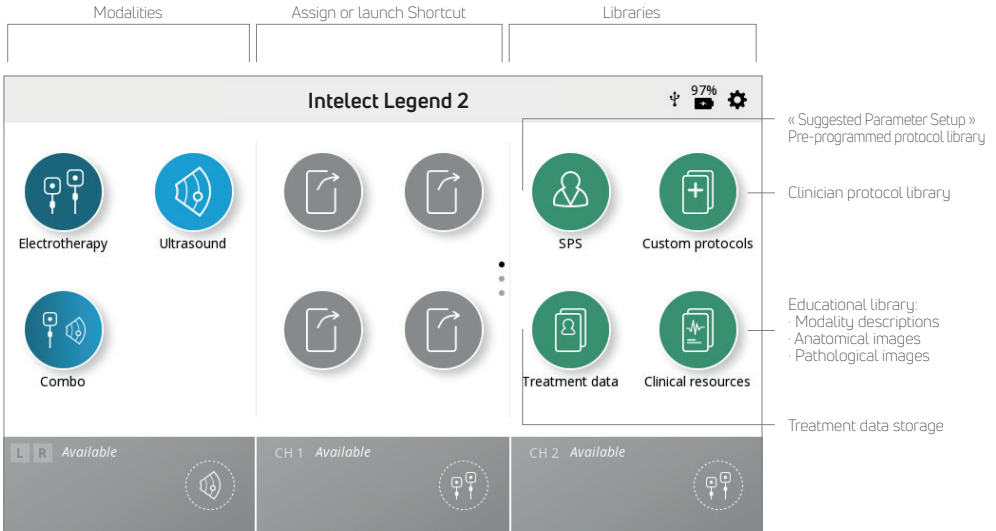 Modalities
Assign or launch Shortcut
Libraries
Intelect Legend 2
97%
« Suggested Parameter Setup »
Pre-programmed protocol library
Clinician protocol library
Electrotherapy
Ultrasound
SPS
Custom protocols
Educational library:
· Modality descriptions
· Anatomical images
· Pathological images
Combo
Treatment data
Clinical resources
Treatment data storage
L R Available
CH 1 Available
CH 2 Available